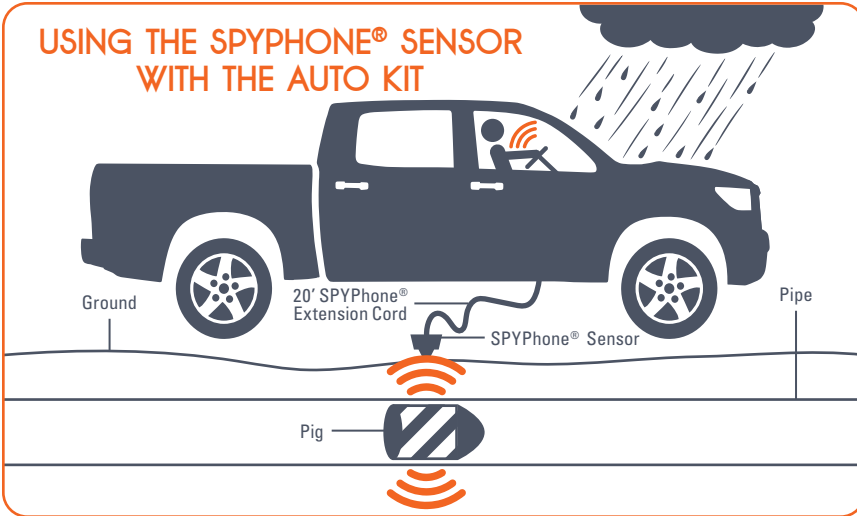 USING THE SPYPHONE® SENSOR
WITH THE AUTO KIT
Ground
20′ SPYPhone®
Extension Cord
Pipe
SPYPhone® Sensor
Pig